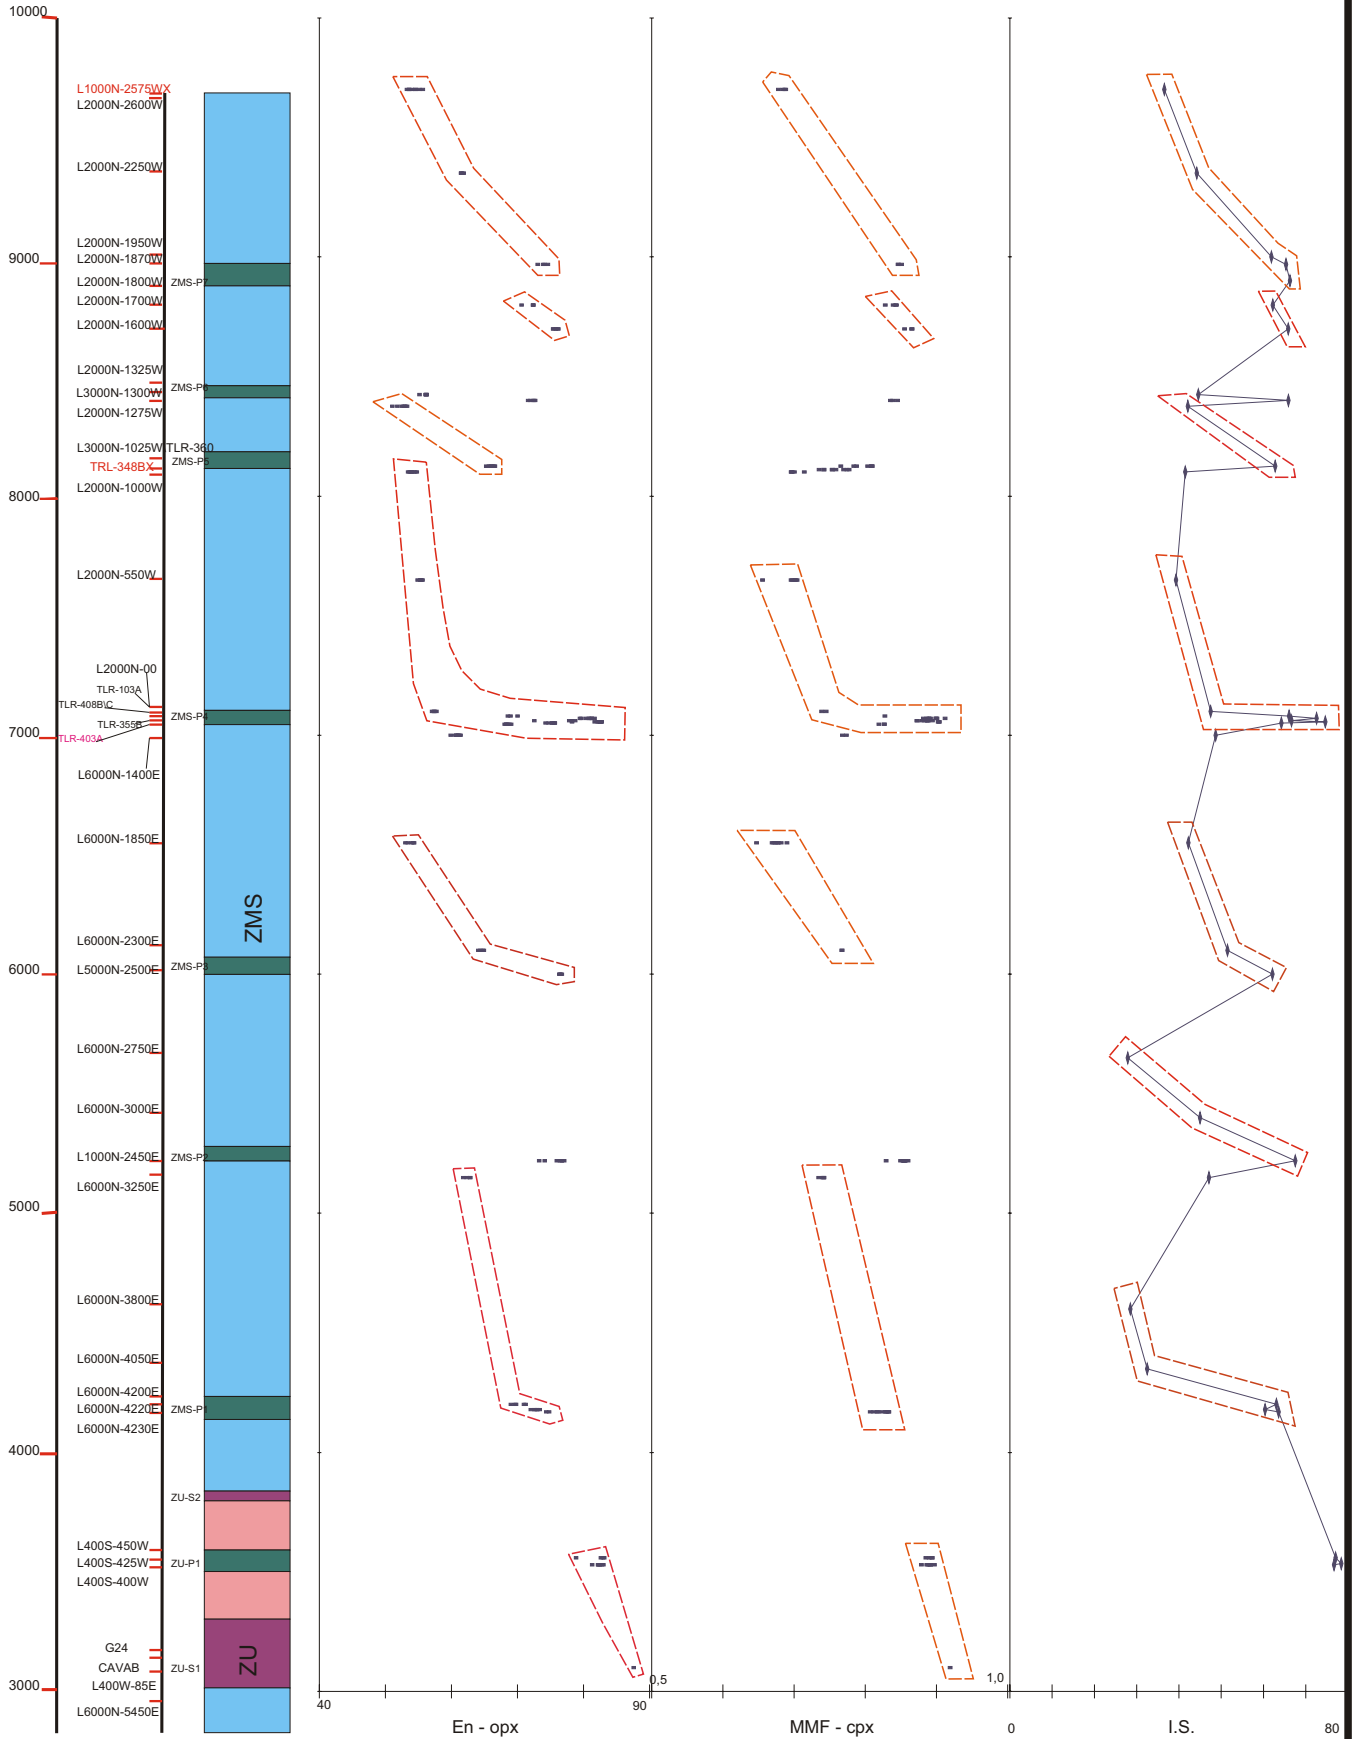 10000
L1000N-2575WX
L2000N-2600W
L2000N-2250W
L2000N-1950W
L2000N-1870W
9000
L2000N-1800W
ZMS-P7
L2000N-1700W
L2000N-1600W
L2000N-1325W
ZMS-P6
L3000N-1300W
L2000N-1275W
L3000N-1025W
TLR-360
TRL-348BX
ZMS-P5
L2000N-1000W
8000
L2000N-550W
L2000N-00
TLR-103A
TLR-408B\C
ZMS-P4
TLR-355B
TLR-403A
7000
L6000N-1400E
L6000N-1850E
ZMS
L6000N-2300E
L5000N-2500E
ZMS-P3
6000
L6000N-2750E
L6000N-3000E
L1000N-2450E
ZMS-P2
L6000N-3250E
5000
L6000N-3800E
L6000N-4050E
L6000N-4200E
L6000N-4220E
ZMS-P1
L6000N-4230E
4000
ZU-S2
L400S-450W
L400S-425W
ZU-P1
L400S-400W
G24
ZU
CAVAB
ZU-S1
L400W-85E
3000
L6000N-5450E
40
90
0,5
1,0
0
80
En - opx
MMF - cpx
I.S.